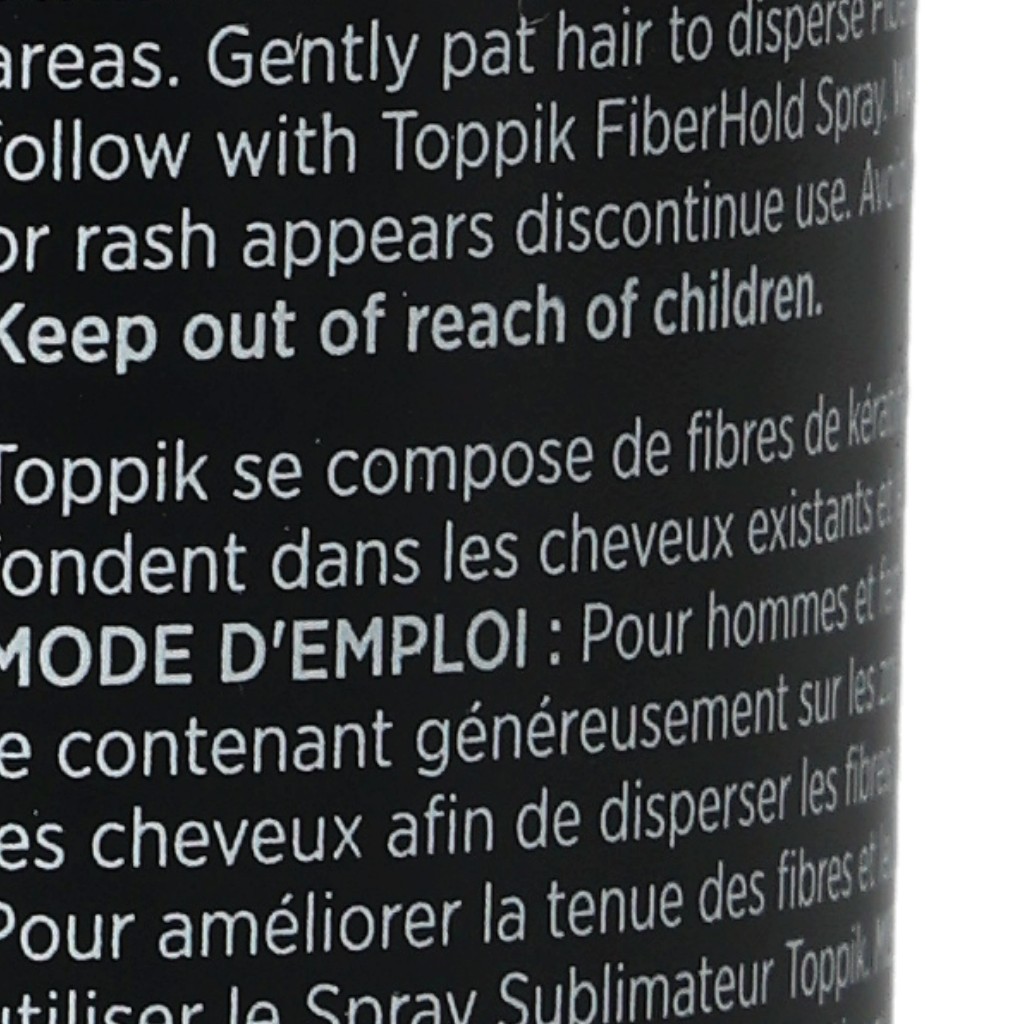 areas. Gently pat hair to disperse
follow with Toppik FiberHold Spray.
or rash appears discontinue use.
Keep out of reach of children.
Toppik se compose de fibres de
fondent dans les cheveux existants et
MODE D'EMPLOI : Pour hommes et
le contenant généreusement sur les
les cheveux afin de disperser les fibres
Pour améliorer la tenue des fibres et
utiliser le Spray Sublimateur Toppik.